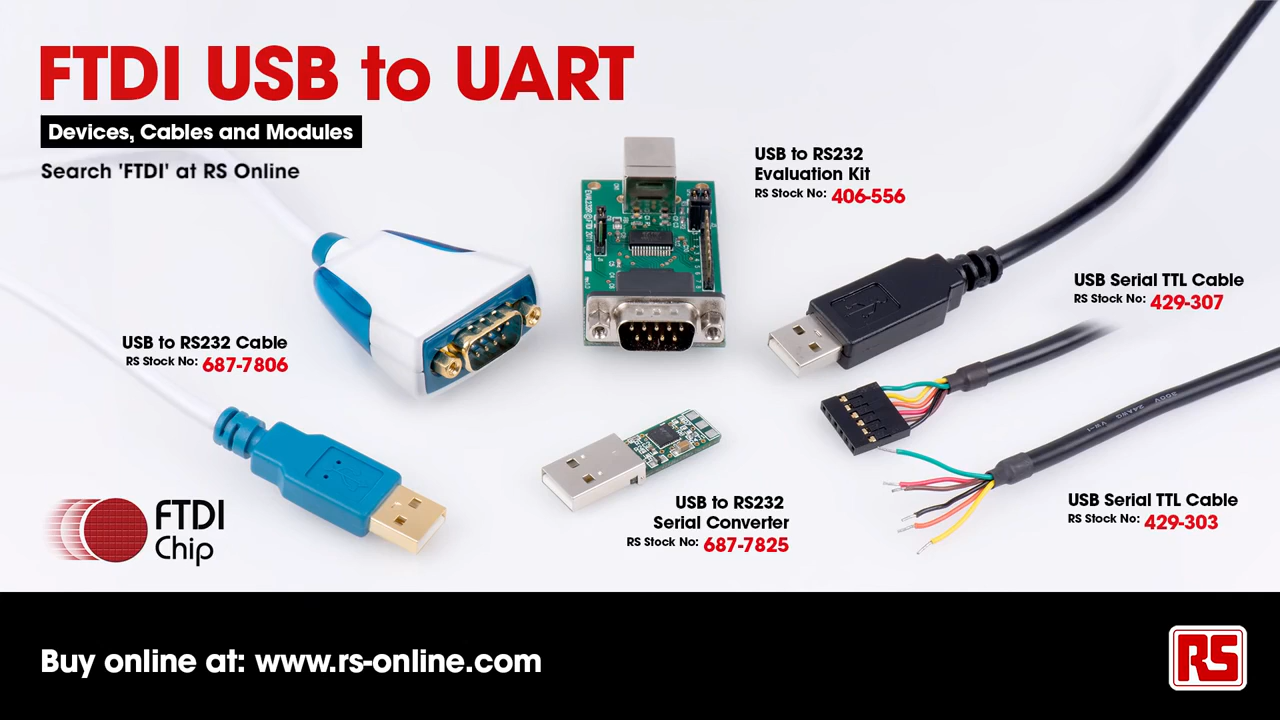 FTDI USB to UART
Devices, Cables and Modules
Search 'FTDI' at RS Online
USB to RS232
Evaluation Kit
RS Stock No: 406-556
USB Serial TTL Cable
RS Stock No: 429-307
USB to RS232 Cable
RS Stock No: 687-7806
USB to RS232
Serial Converter
RS Stock No: 687-7825
USB Serial TTL Cable
RS Stock No: 429-303
FTDI
Chip
Buy online at: www.rs-online.com
RS